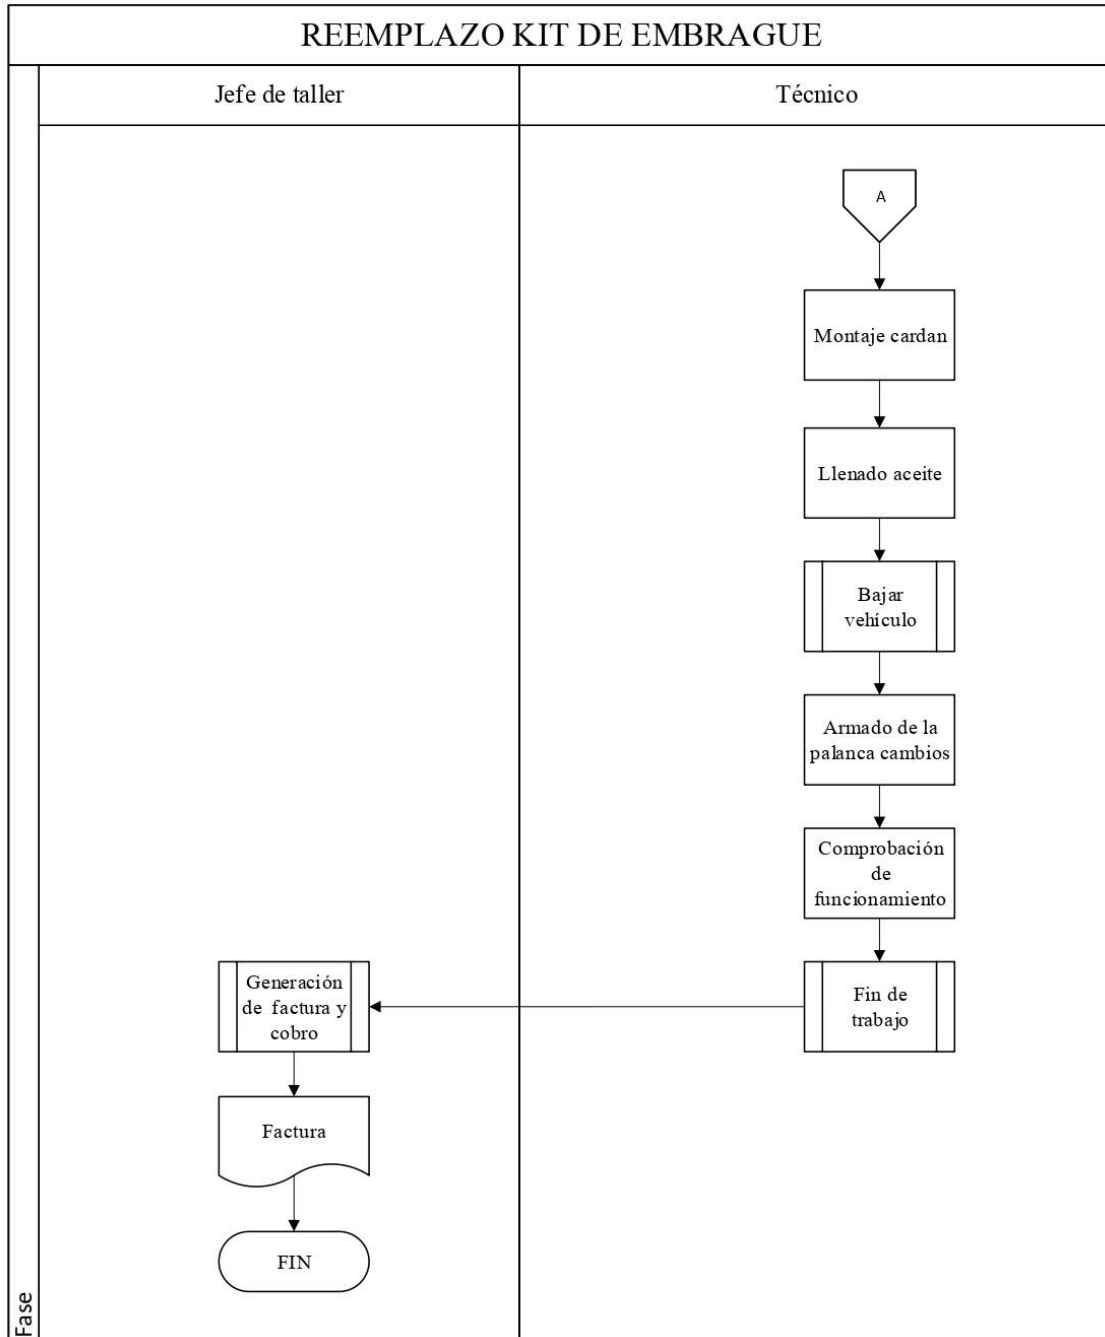 REEMPLAZO KIT DE EMBRAGUE
Jefe de taller
Técnico
A
Montaje cardan
Llenado aceite
Bajar
vehículo
Armado de la
palanca cambios
Comprobación
de
funcionamiento
Fin de
trabajo
Generación
de factura y
cobro
Factura
FIN
Fase